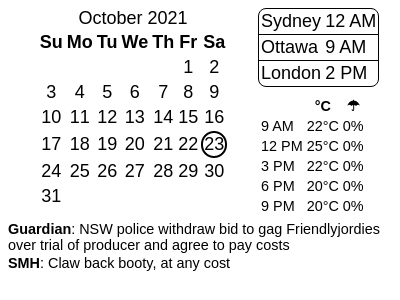 October 2021
Su Mo Tu We Th Fr Sa
1 2
3 4 5 6 7 8 9
10 11 12 13 14 15 16
17 18 19 20 21 22 23
24 25 26 27 28 29 30
31
Sydney 12 AM
Ottawa 9 AM
London 2 PM
°C ☂
9 AM 22°C 0%
12 PM 25°C 0%
3 PM 22°C 0%
6 PM 20°C 0%
9 PM 20°C 0%
Guardian: NSW police withdraw bid to gag Friendlyjordies
over trial of producer and agree to pay costs
SMH: Claw back booty, at any cost